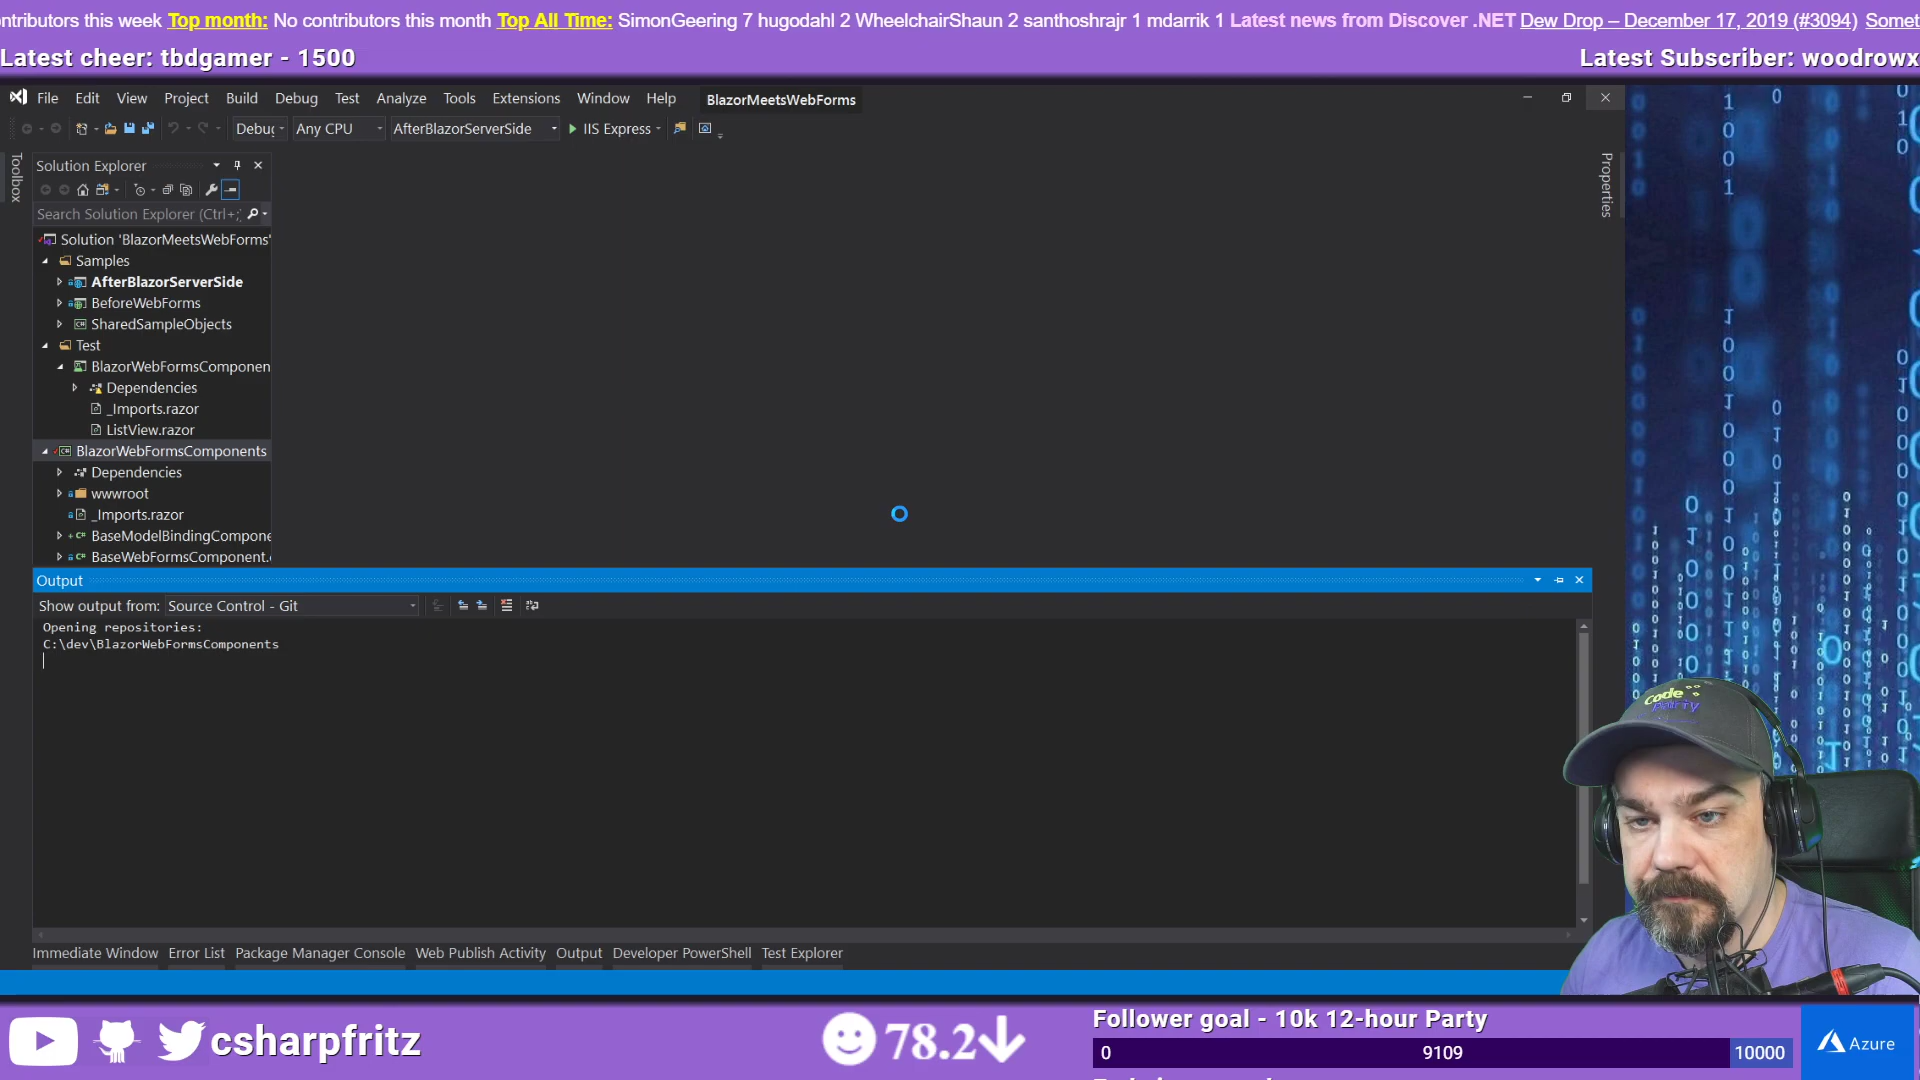 ntributors this week Top month: No contributors this month Top All Time: SimonGeering 7 hugodahl 2 WheelchairShaun 2 santhoshrajr 1 mdarrik 1 Latest news from Discover .NET Dew Drop – December 17, 2019 (#3094) Somet
Latest cheer: tbdgamer - 1500
Latest Subscriber: woodrowx
File Edit View Project Build Debug Test Analyze Tools Extensions Window Help BlazorMeetsWebForms
Debug Any CPU AfterBlazorServerSide IIS Express
Toolbox
Solution Explorer
Properties
Search Solution Explorer (Ctrl+;)
Solution 'BlazorMeetsWebForms'
Samples
AfterBlazorServerSide
BeforeWebForms
SharedSampleObjects
Test
BlazorWebFormsComponen
Dependencies
_Imports.razor
ListView.razor
BlazorWebFormsComponents
Dependencies
wwwroot
_Imports.razor
BaseModelBindingCompone
BaseWebFormsComponent.
Output
Show output from: Source Control - Git
Opening repositories:
C:\dev\BlazorWebFormsComponents
Immediate Window Error List Package Manager Console Web Publish Activity Output Developer PowerShell Test Explorer
code party
csharpfritz
78.2
Follower goal - 10k 12-hour Party
0 9109 10000
Azure